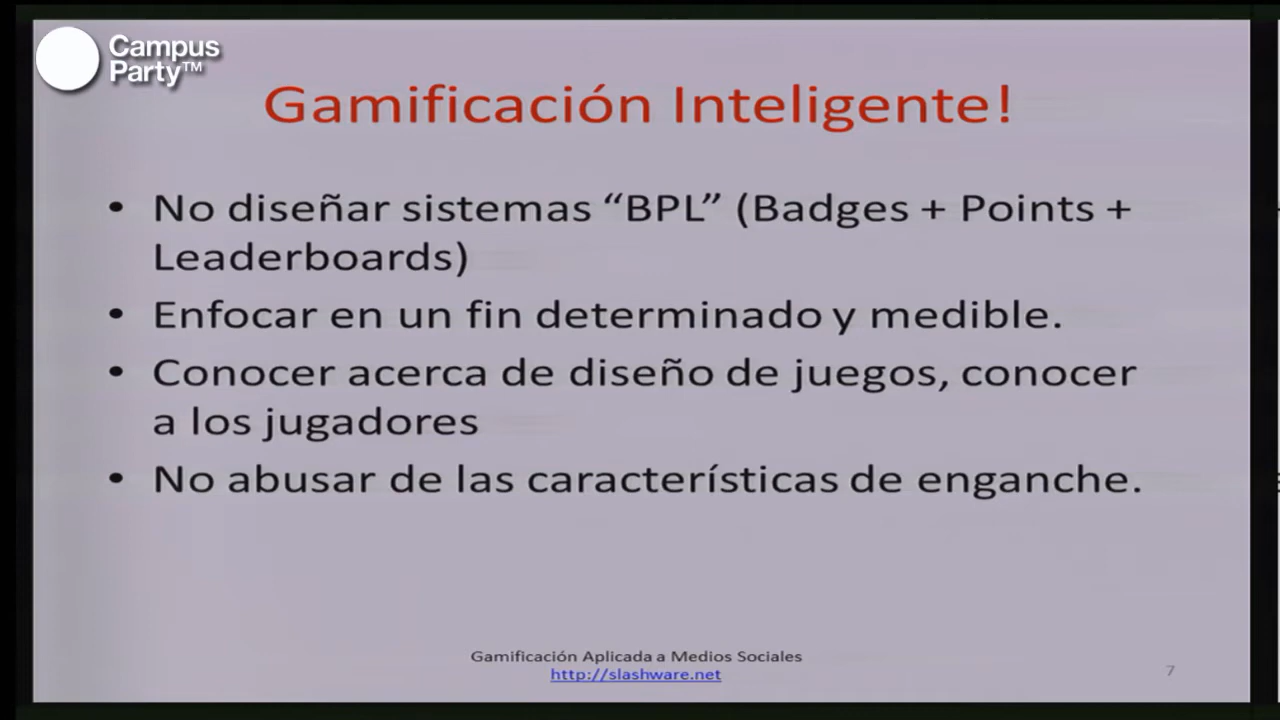 Campus
Party™
Gamificación Inteligente!
• No diseñar sistemas “BPL” (Badges + Points +
Leaderboards)
• Enfocar en un fin determinado y medible.
• Conocer acerca de diseño de juegos, conocer
a los jugadores
• No abusar de las características de enganche.
Gamificación Aplicada a Medios Sociales
http://slashware.net
7